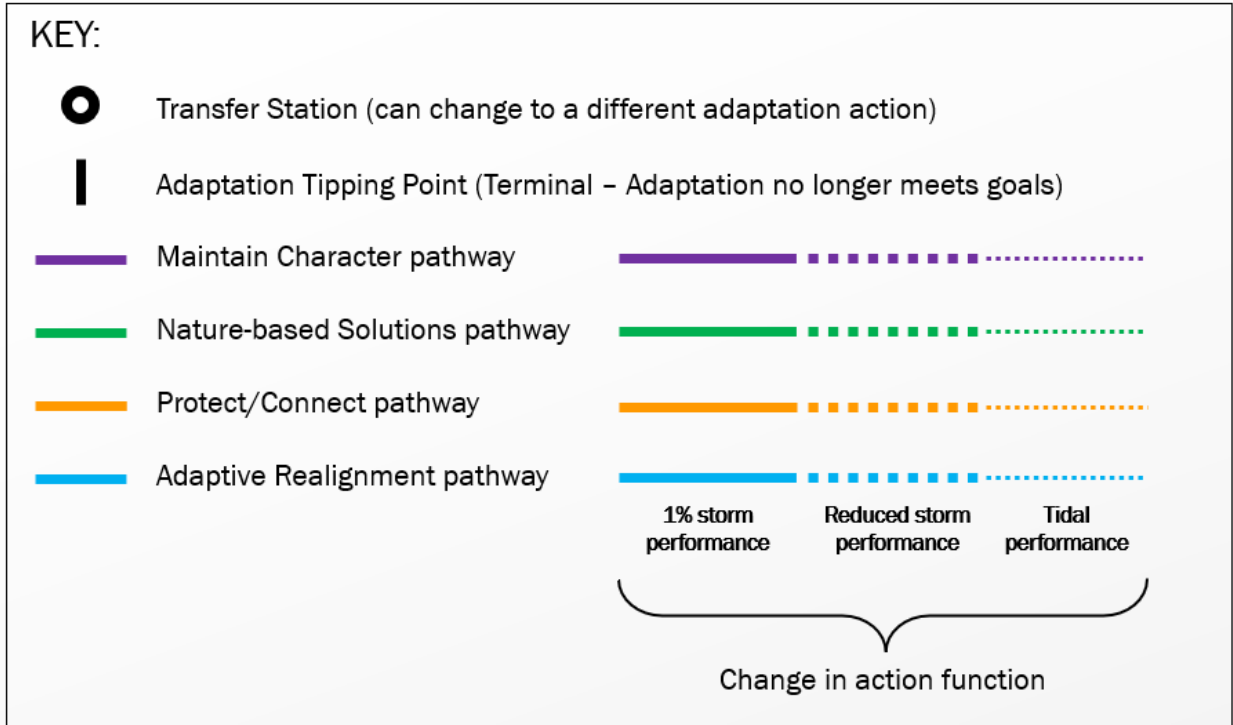 KEY:
Transfer Station (can change to a different adaptation action)
Adaptation Tipping Point (Terminal – Adaptation no longer meets goals)
Maintain Character pathway
Nature-based Solutions pathway
Protect/Connect pathway
Adaptive Realignment pathway
1% storm performance
Reduced storm performance
Tidal performance
Change in action function